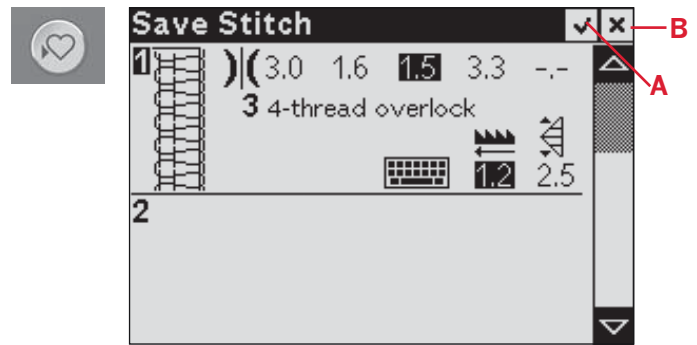 Save Stitch
B
A
1 3.0 1.6 1.5 3.3 -.-
3 4-thread overlock
1.2 2.5
2